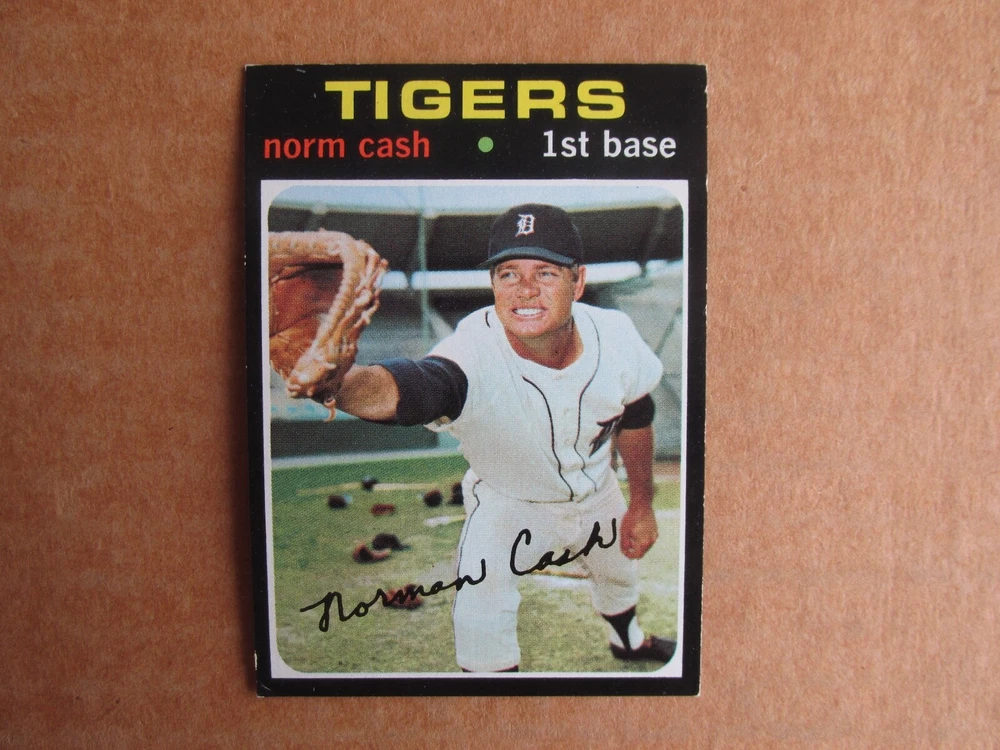 TIGERS
norm cash • 1st base
D
Norman Cash